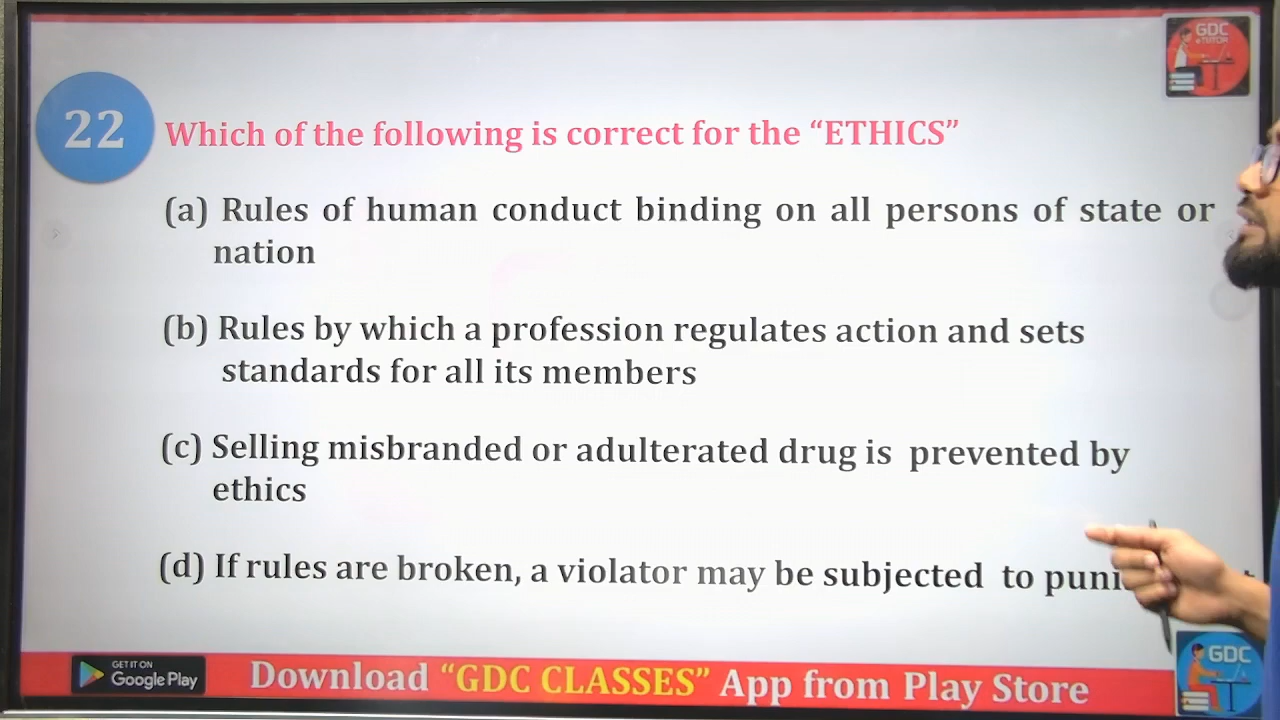 GDC
eTUTOR
22
Which of the following is correct for the “ETHICS”
(a) Rules of human conduct binding on all persons of state or
nation
(b) Rules by which a profession regulates action and sets
standards for all its members
(c) Selling misbranded or adulterated drug is prevented by
ethics
(d) If rules are broken, a violator may be subjected to
GET IT ON
Google Play
Download “GDC CLASSES” App from Play Store
GDC